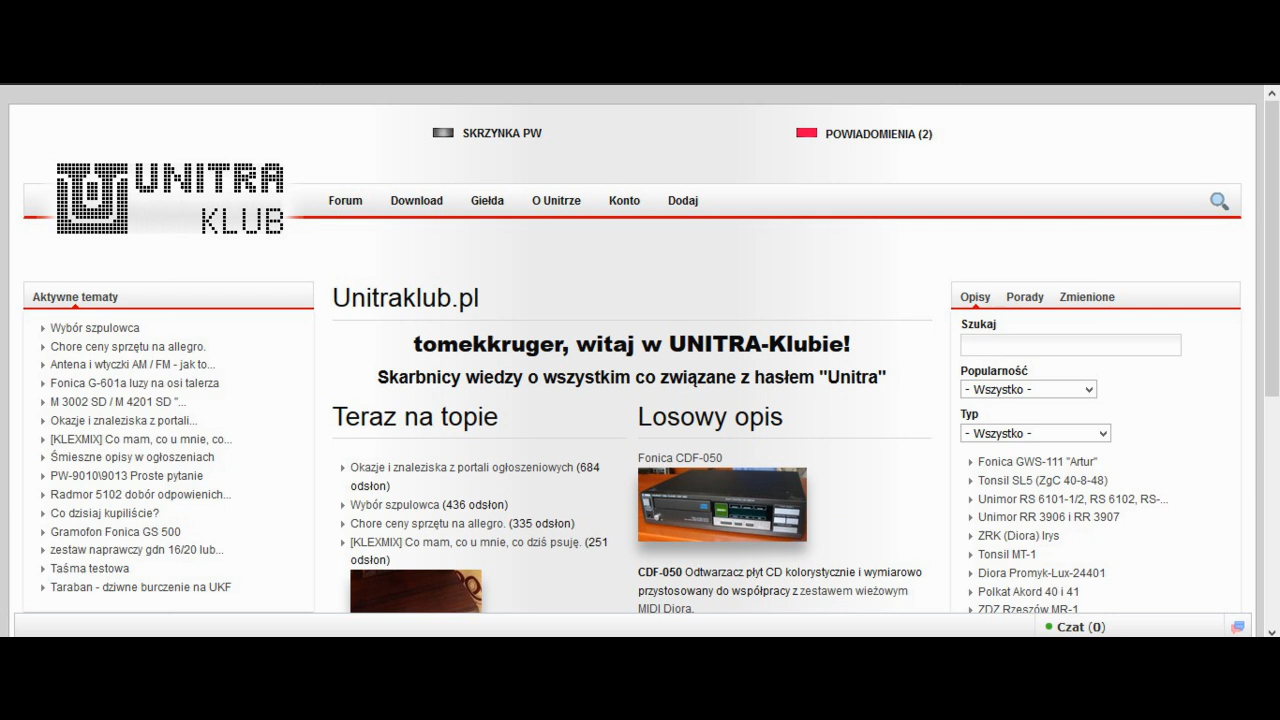 SKRZYNKA PW
POWIADOMIENIA (2)
UNITRA
KLUB
Forum Download Giełda O Unitrze Konto Dodaj
Aktywne tematy
Wybór szpulowca
Chore ceny sprzętu na allegro.
Antena i wtyczki AM / FM - jak to...
Fonica G-601a luzy na osi talerza
M 3002 SD / M 4201 SD "...
Okazje i znaleziska z portali...
[KLEXMIX] Co mam, co u mnie, co...
Śmieszne opisy w ogłoszeniach
PW-9010\9013 Proste pytanie
Radmor 5102 dobór odpowienich...
Co dzisiaj kupiliście?
Gramofon Fonica GS 500
zestaw naprawczy gdn 16/20 lub...
Taśma testowa
Taraban - dziwne burczenie na UKF
Unitraklub.pl
tomekkruger, witaj w UNITRA-Klubie!
Skarbnicy wiedzy o wszystkim co związane z hasłem "Unitra"
Teraz na topie
Okazje i znaleziska z portali ogłoszeniowych (684
odsłon)
Wybór szpulowca (436 odsłon)
Chore ceny sprzętu na allegro. (335 odsłon)
[KLEXMIX] Co mam, co u mnie, co dziś psuję. (251
odsłon)
Losowy opis
Fonica CDF-050
CDF-050 Odtwarzacz płyt CD kolorystycznie i wymiarowo
przystosowany do współpracy z zestawem wieżowym
MIDI Diora.
Opisy Porady Zmienione
Szukaj
Popularność
- Wszystko -
Typ
- Wszystko -
Fonica GWS-111 "Artur"
Tonsil SL5 (ZgC 40-8-48)
Unimor RS 6101-1/2, RS 6102, RS-...
Unimor RR 3906 i RR 3907
ZRK (Diora) Irys
Tonsil MT-1
Diora Promyk-Lux-24401
Polkat Akord 40 i 41
ZDZ Rzeszów MR-1
Czat (0)